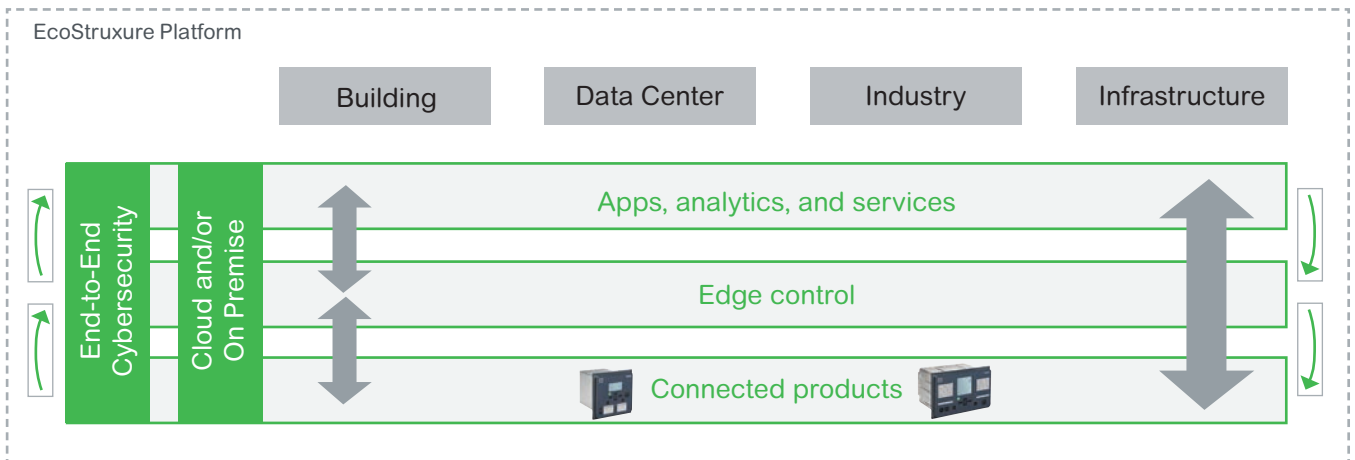 EcoStruxure Platform
Building
Data Center
Industry
Infrastructure
End-to-End
Cybersecurity
Cloud and/or
On Premise
Apps, analytics, and services
Edge control
Connected products